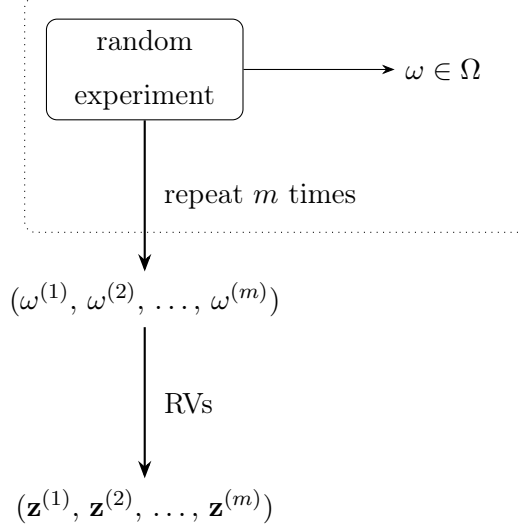 random
experiment
ω ∈ Ω
repeat m times
(ω⁽¹⁾, ω⁽²⁾, …, ω⁽ᵐ⁾)
RVs
(𝐳⁽¹⁾, 𝐳⁽²⁾, …, 𝐳⁽ᵐ⁾)